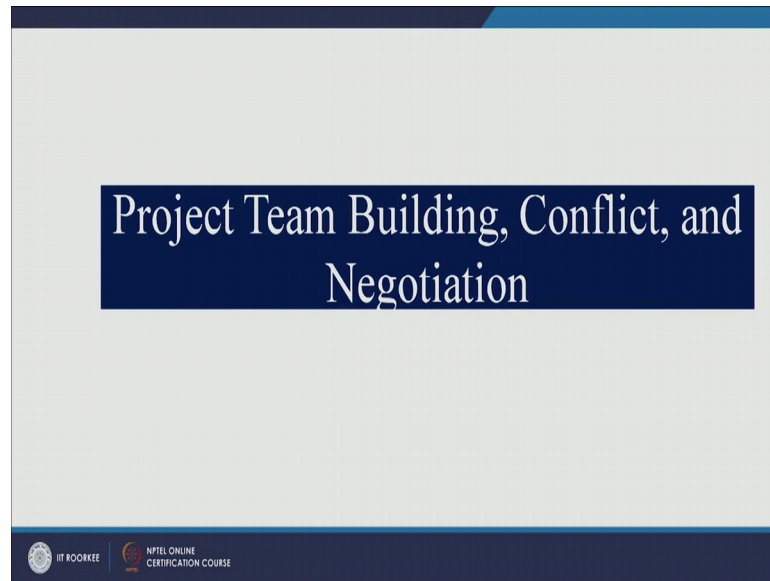 Project Team Building, Conflict, and
Negotiation
IIT ROORKEE
NPTEL ONLINE
CERTIFICATION COURSE